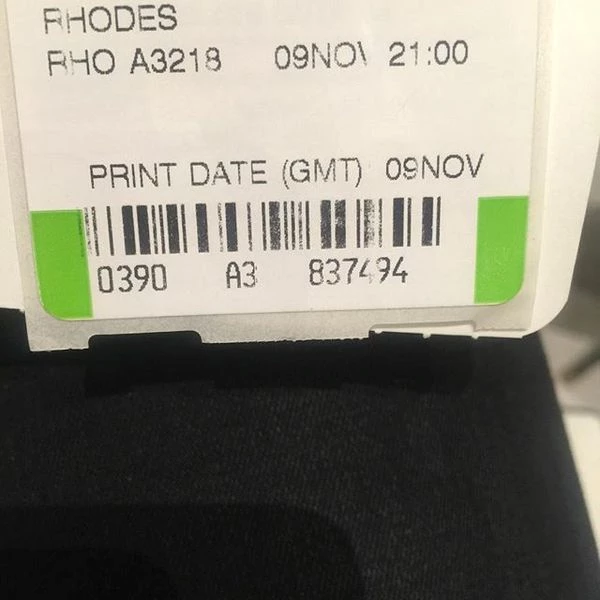 RHODES
RHO A3218 09NOV 21:00
PRINT DATE (GMT) 09NOV
0390 A3 837494